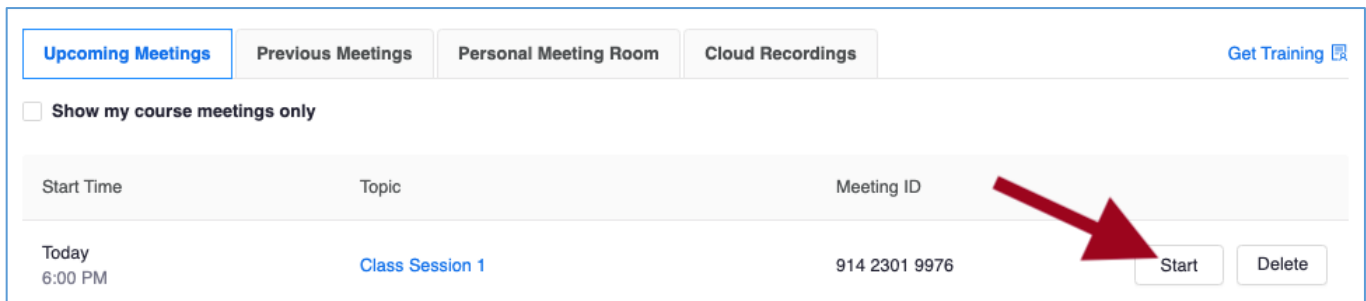 Upcoming Meetings Previous Meetings Personal Meeting Room Cloud Recordings Get Training
Show my course meetings only
Start Time Topic Meeting ID
Today
6:00 PM Class Session 1 914 2301 9976 Start Delete